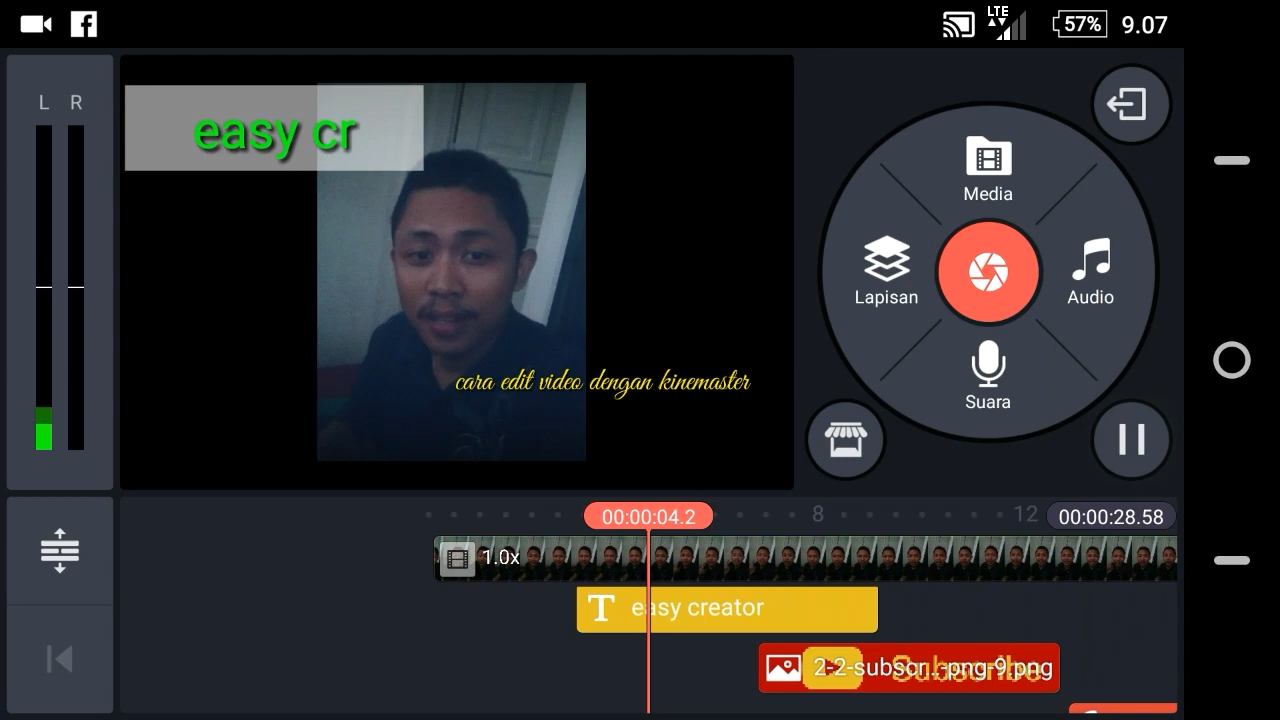 LTE
57%
9.07
L R
easy cr
cara edit video dengan kinemaster
Media
Lapisan
Audio
Suara
00:00:04.2
8
12
00:00:28.58
1.0x
T easy creator
2-2-subscr...-png-9.png
Subscribe